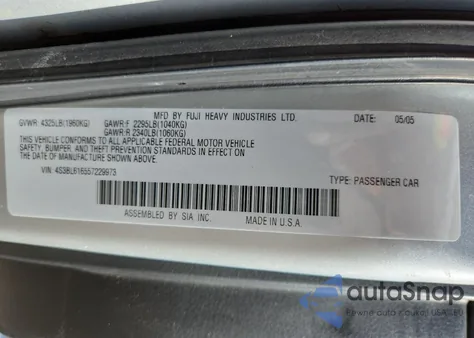 MFD BY FUJI HEAVY INDUSTRIES LTD. DATE: 05/05
GVWR: 4325LB(1960KG) GAWR:F 2295LB(1040KG)
GAWR:R 2340LB(1060KG)
THIS VEHICLE CONFORMS TO ALL APPLICABLE FEDERAL MOTOR VEHICLE
SAFETY, BUMPER, AND THEFT PREVENTION STANDARDS IN EFFECT ON
THE DATE OF MANUFACTURE SHOWN ABOVE.
VIN: 4S3BL616557229973 TYPE: PASSENGER CAR
ASSEMBLED BY SIA INC. MADE IN U.S.A.
autoSnap